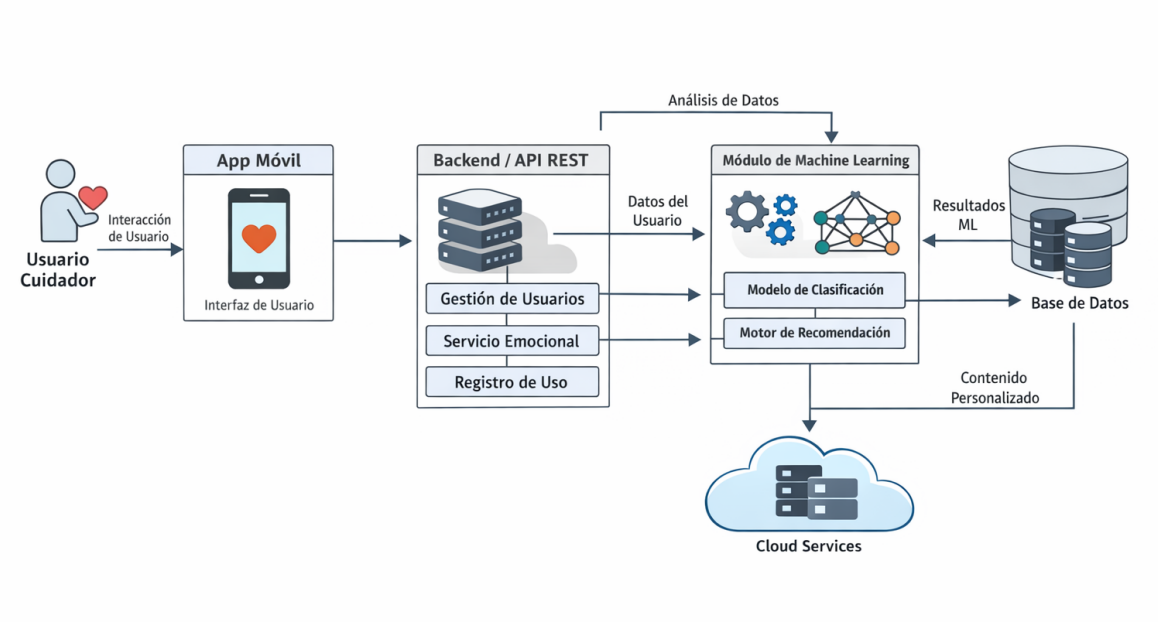 Análisis de Datos
App Móvil
Interacción
de Usuario
Usuario
Cuidador
Interfaz de Usuario
Backend / API REST
Gestión de Usuarios
Servicio Emocional
Registro de Uso
Datos del
Usuario
Módulo de Machine Learning
Modelo de Clasificación
Motor de Recomendación
Resultados
ML
Base de Datos
Contenido
Personalizado
Cloud Services